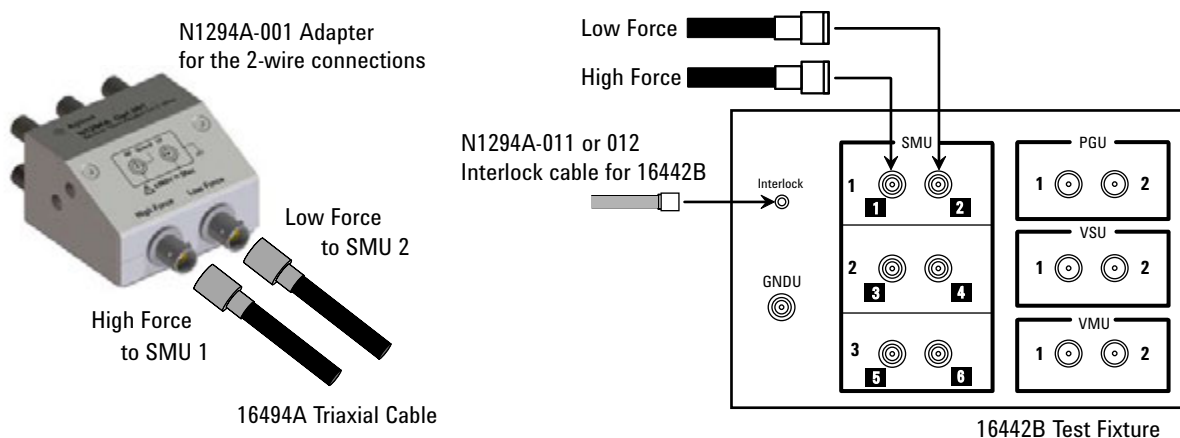 N1294A-001 Adapter
for the 2-wire connections
High Force
Low Force
Low Force
to SMU 2
High Force
to SMU 1
16494A Triaxial Cable
Low Force
High Force
N1294A-011 or 012
Interlock cable for 16442B
Interlock
GNDU
SMU
1
1
2
2
3
4
3
5
6
PGU
1
2
VSU
1
2
VMU
1
2
16442B Test Fixture